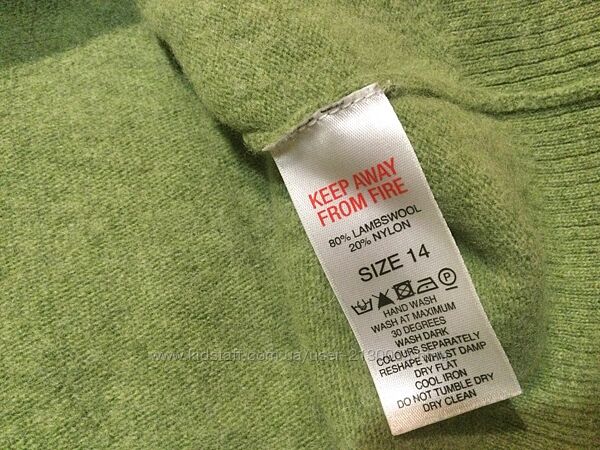 KEEP AWAY
FROM FIRE
80% LAMBSWOOL
20% NYLON
SIZE 14
P
HAND WASH
WASH AT MAXIMUM
30 DEGREES
WASH DARK
COLOURS SEPARATELY
RESHAPE WHILST DAMP
DRY FLAT
COOL IRON
DO NOT TUMBLE DRY
DRY CLEAN